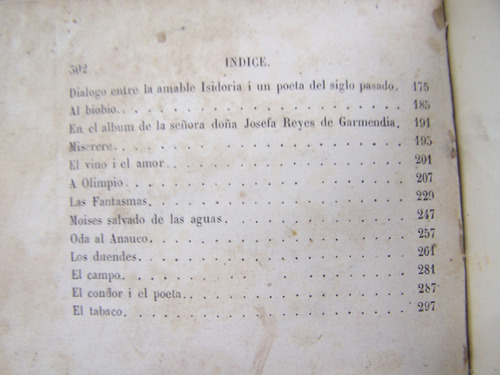 302 INDICE.
Dialogo entre la amable Isidoria i un poeta del siglo pasado. 175
Al biobio. . . . . . . . . . . . . . . . 185
En el album de la señora doña Josefa Reyes de Garmendia. 191
Miserere. . . . . . . . . . . . . . . . 195
El vino i el amor. . . . . . . . . . . . . 201
A Olimpio. . . . . . . . . . . . . . . . 207
Las Fantasmas. . . . . . . . . . . . . . 229
Moises salvado de las aguas. . . . . . . . . 247
Oda al Anauco. . . . . . . . . . . . . . 257
Los duendes. . . . . . . . . . . . . . . 261
El campo. . . . . . . . . . . . . . . . 281
El condor i el poeta. . . . . . . . . . . . 287
El tabaco. . . . . . . . . . . . . . . . 297